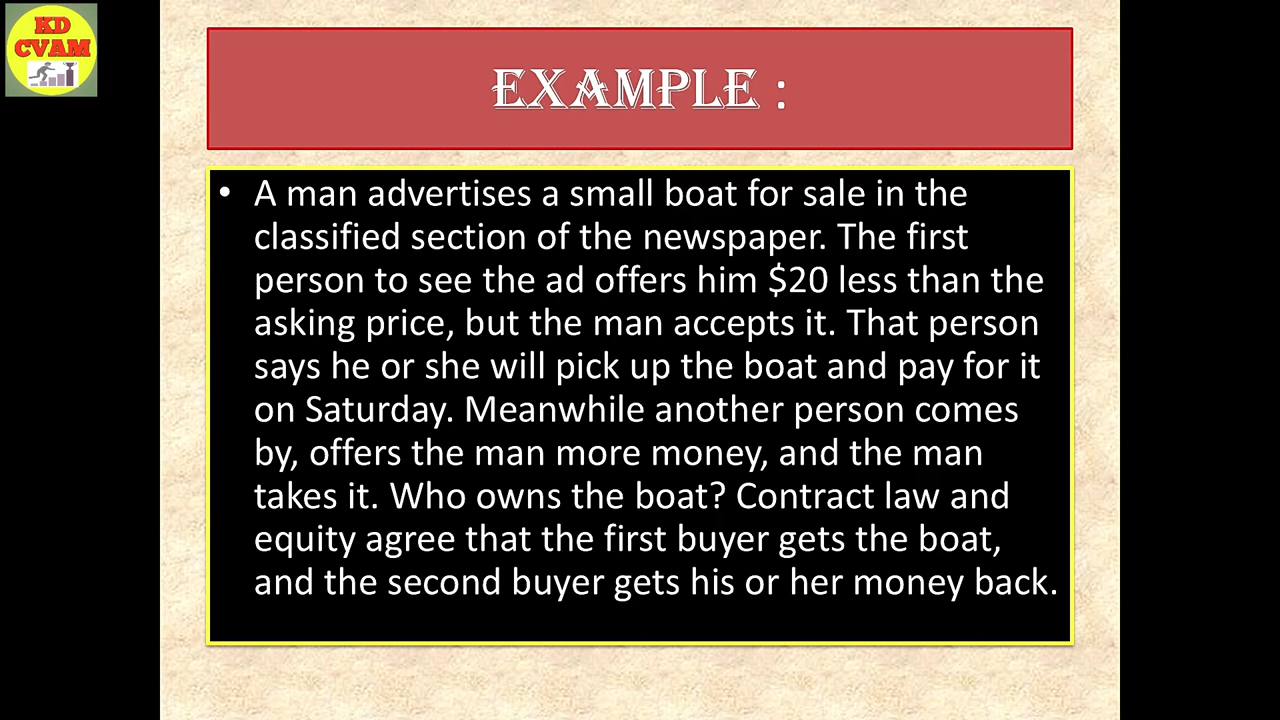 KD
CVAM
EXAMPLE :
• A man advertises a small boat for sale in the
classified section of the newspaper. The first
person to see the ad offers him $20 less than the
asking price, but the man accepts it. That person
says he or she will pick up the boat and pay for it
on Saturday. Meanwhile another person comes
by, offers the man more money, and the man
takes it. Who owns the boat? Contract law and
equity agree that the first buyer gets the boat,
and the second buyer gets his or her money back.